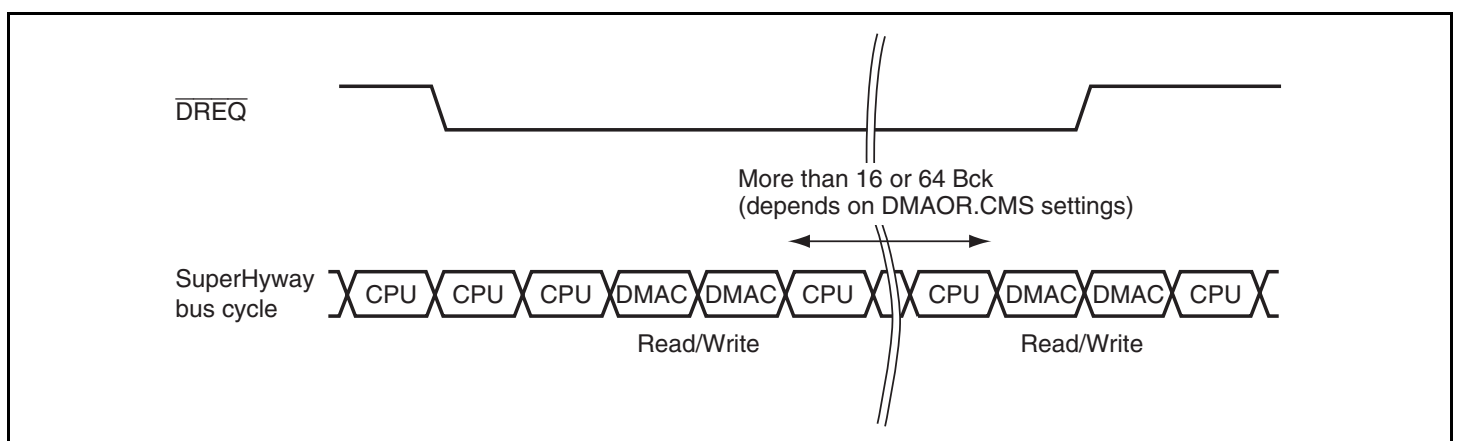 DREQ
More than 16 or 64 Bck
(depends on DMAOR.CMS settings)
SuperHyway
bus cycle
CPU CPU CPU DMAC DMAC CPU CPU DMAC DMAC CPU
Read/Write Read/Write